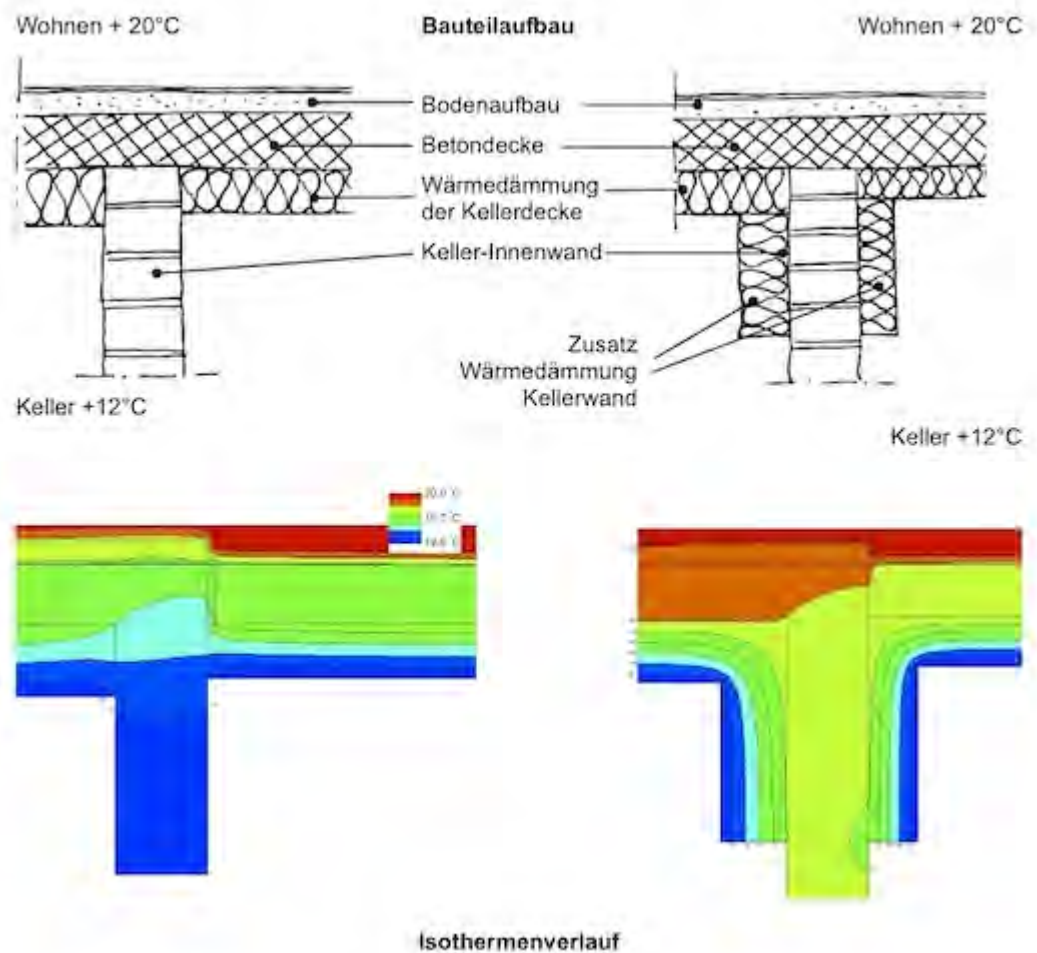 Wohnen + 20°C
Bauteilaufbau
Wohnen + 20°C
Bodenaufbau
Betondecke
Wärmedämmung
der Kellerdecke
Keller-Innenwand
Zusatz
Wärmedämmung
Kellerwand
Keller +12°C
Keller +12°C
Isothermenverlauf